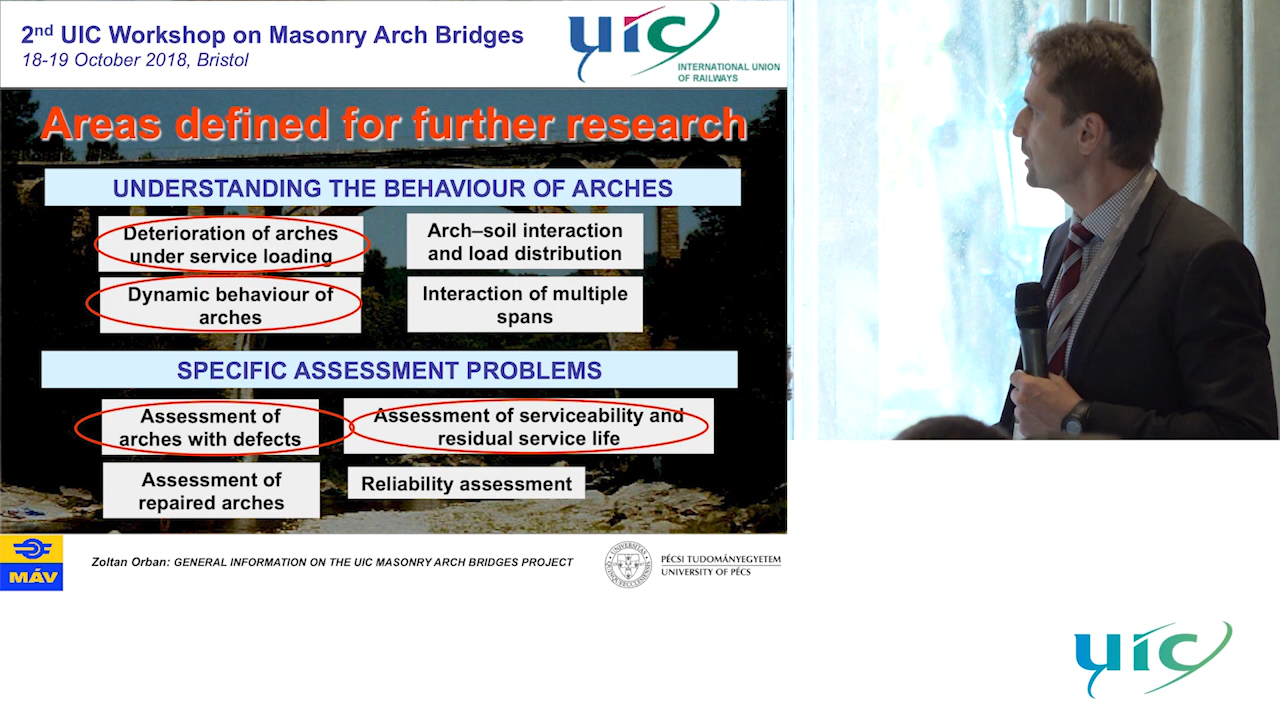 2nd UIC Workshop on Masonry Arch Bridges
18-19 October 2018, Bristol
uic
INTERNATIONAL UNION
OF RAILWAYS
Areas defined for further research
UNDERSTANDING THE BEHAVIOUR OF ARCHES
Deterioration of arches
under service loading
Arch–soil interaction
and load distribution
Dynamic behaviour of
arches
Interaction of multiple
spans
SPECIFIC ASSESSMENT PROBLEMS
Assessment of
arches with defects
Assessment of serviceability and
residual service life
Assessment of
repaired arches
Reliability assessment
MÁV
Zoltan Orban: GENERAL INFORMATION ON THE UIC MASONRY ARCH BRIDGES PROJECT
UNIVERSITAS QUINQUEECCLESIENSIS
PÉCSI TUDOMÁNYEGYETEM
UNIVERSITY OF PÉCS
uic